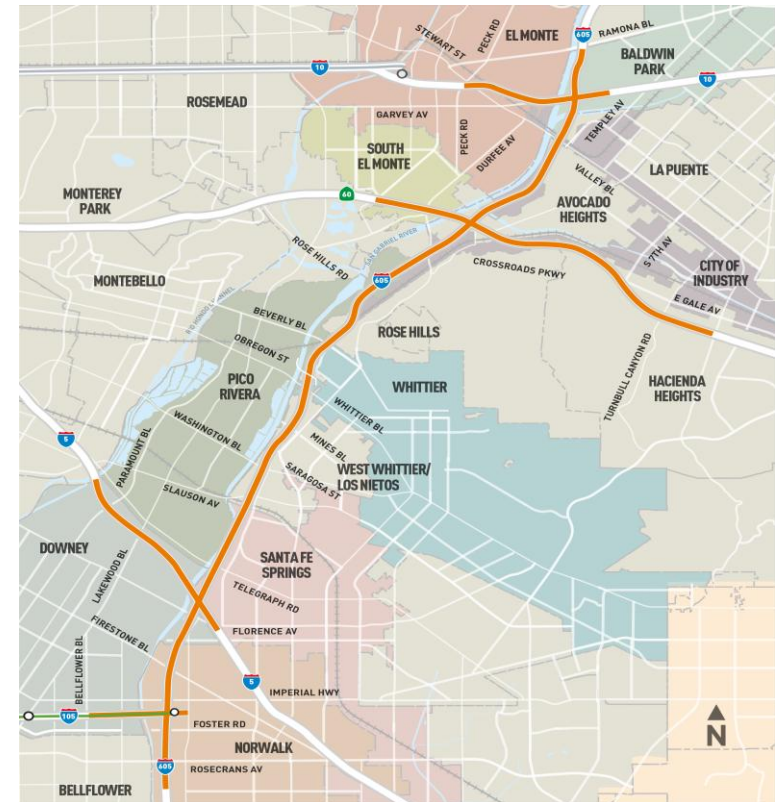 STEWART ST
PECK RD
EL MONTE
605
RAMONA BL
BALDWIN
PARK
10
10
ROSEMEAD
GARVEY AV
PECK RD
DURFEE AV
TEMPLEY AV
SOUTH
EL MONTE
LA PUENTE
VALLEY BL
MONTEREY
PARK
60
AVOCADO
HEIGHTS
ROSE HILLS RD
SAN GABRIEL RIVER
S 7TH AV
CROSSROADS PKWY
CITY OF
INDUSTRY
MONTEBELLO
605
E GALE AV
RIO HONDO CHANNEL
BEVERLY BL
ROSE HILLS
OBREGON ST
TURNBULL CANYON RD
PICO
RIVERA
WHITTIER
HACIENDA
HEIGHTS
WHITTIER BL
WASHINGTON BL
5
PARAMOUNT BL
MINES BL
WEST WHITTIER/
LOS NIETOS
SARAGOSA ST
SLAUSON AV
DOWNEY
LAKEWOOD BL
SANTA FE
SPRINGS
TELEGRAPH RD
FIRESTONE BL
FLORENCE AV
BELLFLOWER BL
5
IMPERIAL HWY
105
FOSTER RD
N
NORWALK
605
ROSECRANS AV
BELLFLOWER